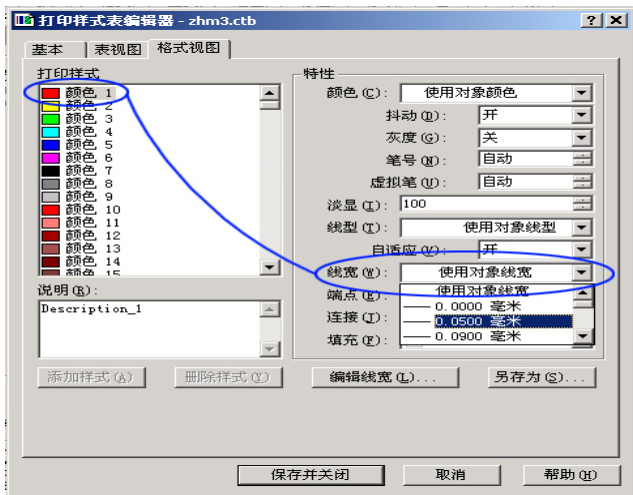 打印样式表编辑器 - zhm3.ctb
基本 表视图 格式视图
打印样式
颜色 1
颜色 2
颜色 3
颜色 4
颜色 5
颜色 6
颜色 7
颜色 8
颜色 9
颜色 10
颜色 11
颜色 12
颜色 13
颜色 14
颜色 15
说明(R):
Description_1
添加样式(A) 删除样式(Y)
特性
颜色(C): 使用对象颜色
抖动(D): 开
灰度(G): 关
笔号(N): 自动
虚拟笔(U): 自动
淡显(I): 100
线型(T): 使用对象线型
自适应(V): 开
线宽(W): 使用对象线宽
端点(E): 使用对象线宽
0.0000 毫米
连接(J): 0.0500 毫米
填充(F): 0.0900 毫米
编辑线宽(L)... 另存为(S)...
保存并关闭 取消 帮助(H)